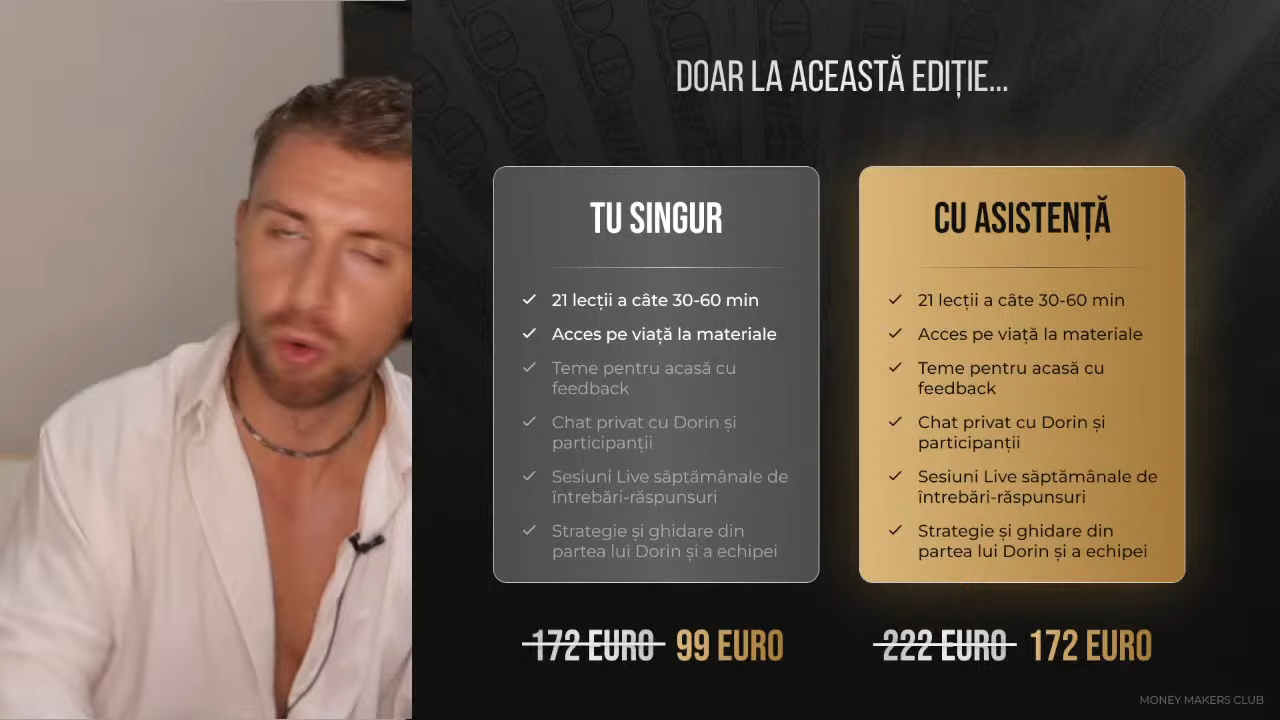 DOAR LA ACEASTĂ EDIȚIE...
TU SINGUR
21 lecții a câte 30-60 min
Acces pe viață la materiale
Teme pentru acasă cu
feedback
Chat privat cu Dorin și
participanții
Sesiuni Live săptămânale de
întrebări-răspunsuri
Strategie și ghidare din
partea lui Dorin și a echipei
172 EURO 99 EURO
CU ASISTENȚĂ
21 lecții a câte 30-60 min
Acces pe viață la materiale
Teme pentru acasă cu
feedback
Chat privat cu Dorin și
participanții
Sesiuni Live săptămânale de
întrebări-răspunsuri
Strategie și ghidare din
partea lui Dorin și a echipei
222 EURO 172 EURO
MONEY MAKERS CLUB